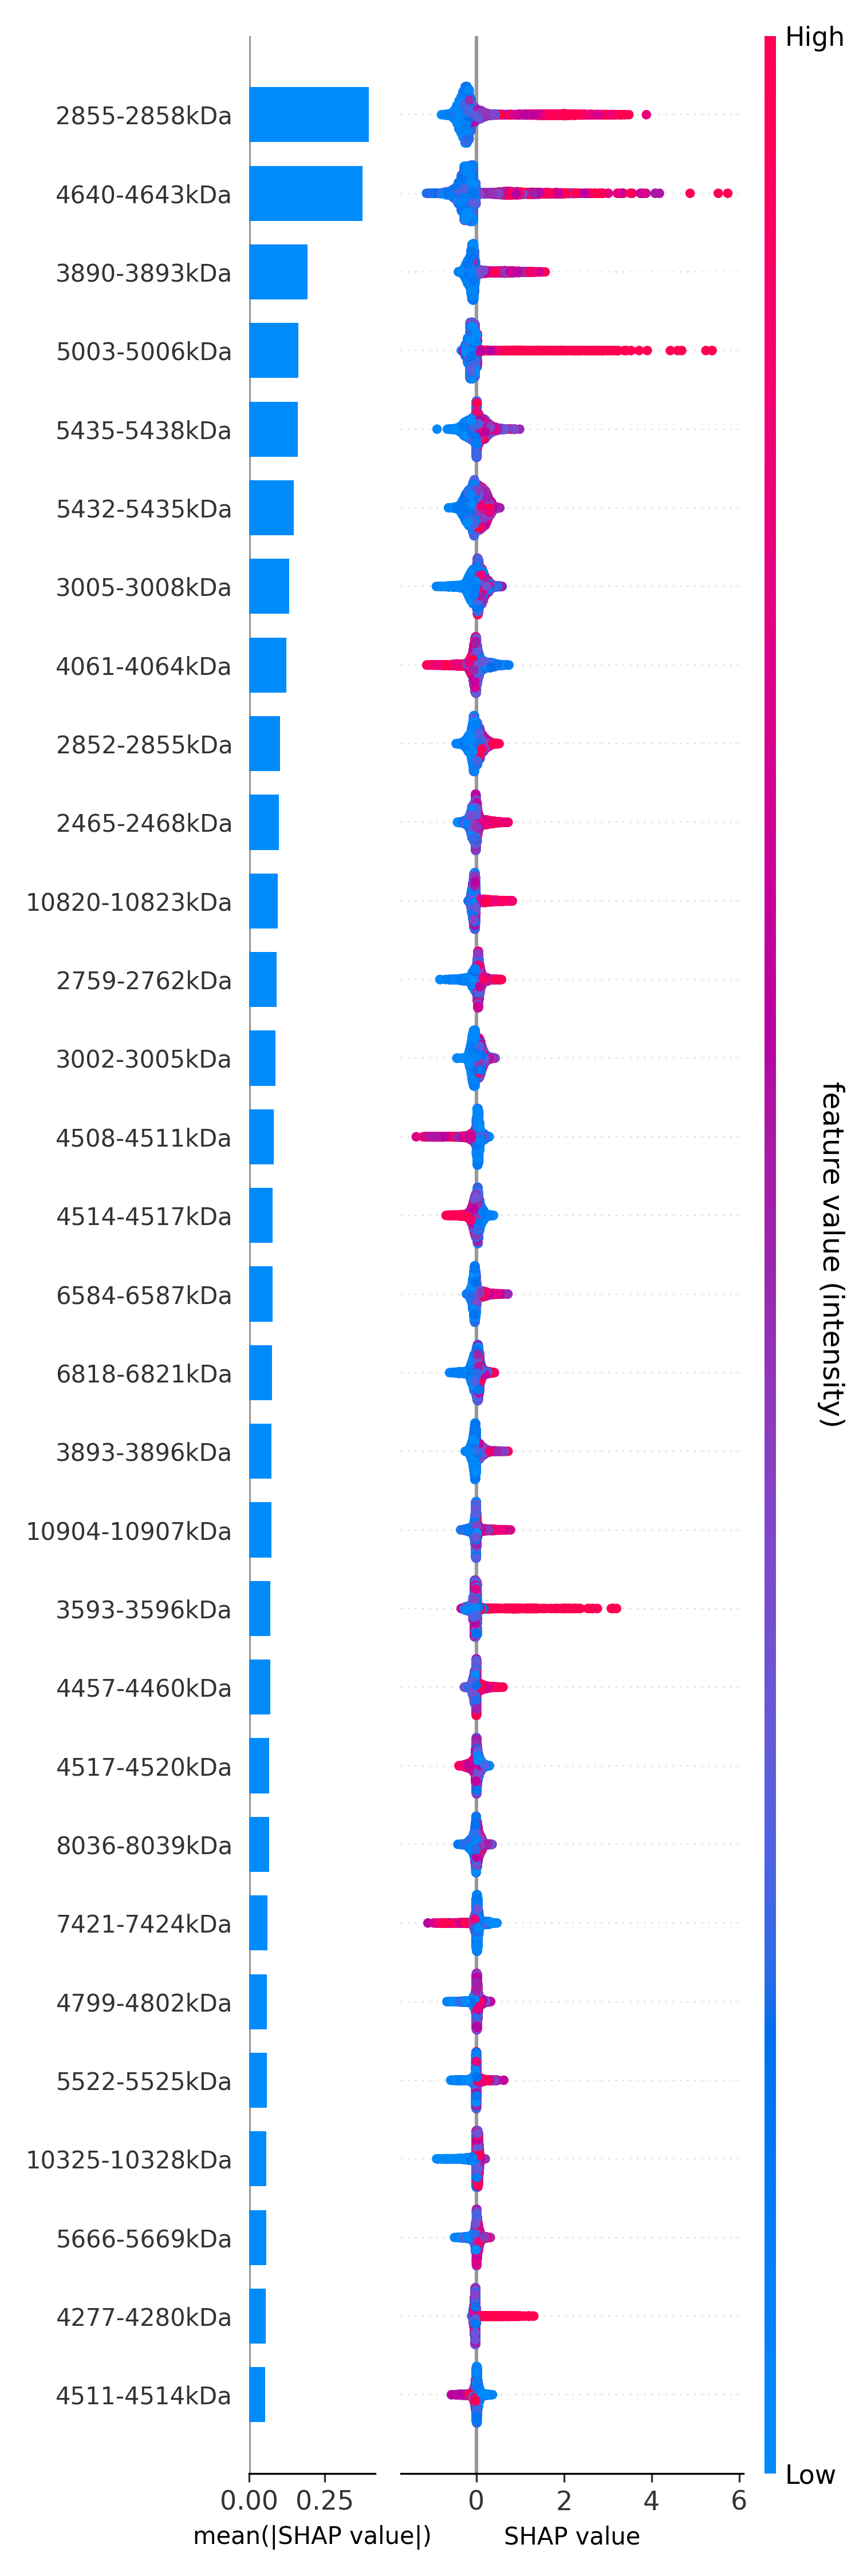 High
2855-2858kDa
4640-4643kDa
3890-3893kDa
5003-5006kDa
5435-5438kDa
5432-5435kDa
3005-3008kDa
4061-4064kDa
2852-2855kDa
2465-2468kDa
10820-10823kDa
2759-2762kDa
3002-3005kDa
4508-4511kDa
4514-4517kDa
6584-6587kDa
6818-6821kDa
3893-3896kDa
10904-10907kDa
3593-3596kDa
4457-4460kDa
4517-4520kDa
8036-8039kDa
7421-7424kDa
4799-4802kDa
5522-5525kDa
10325-10328kDa
5666-5669kDa
4277-4280kDa
4511-4514kDa
feature value (intensity)
Low
0.00 0.25
0 2 4 6
mean(|SHAP value|)
SHAP value